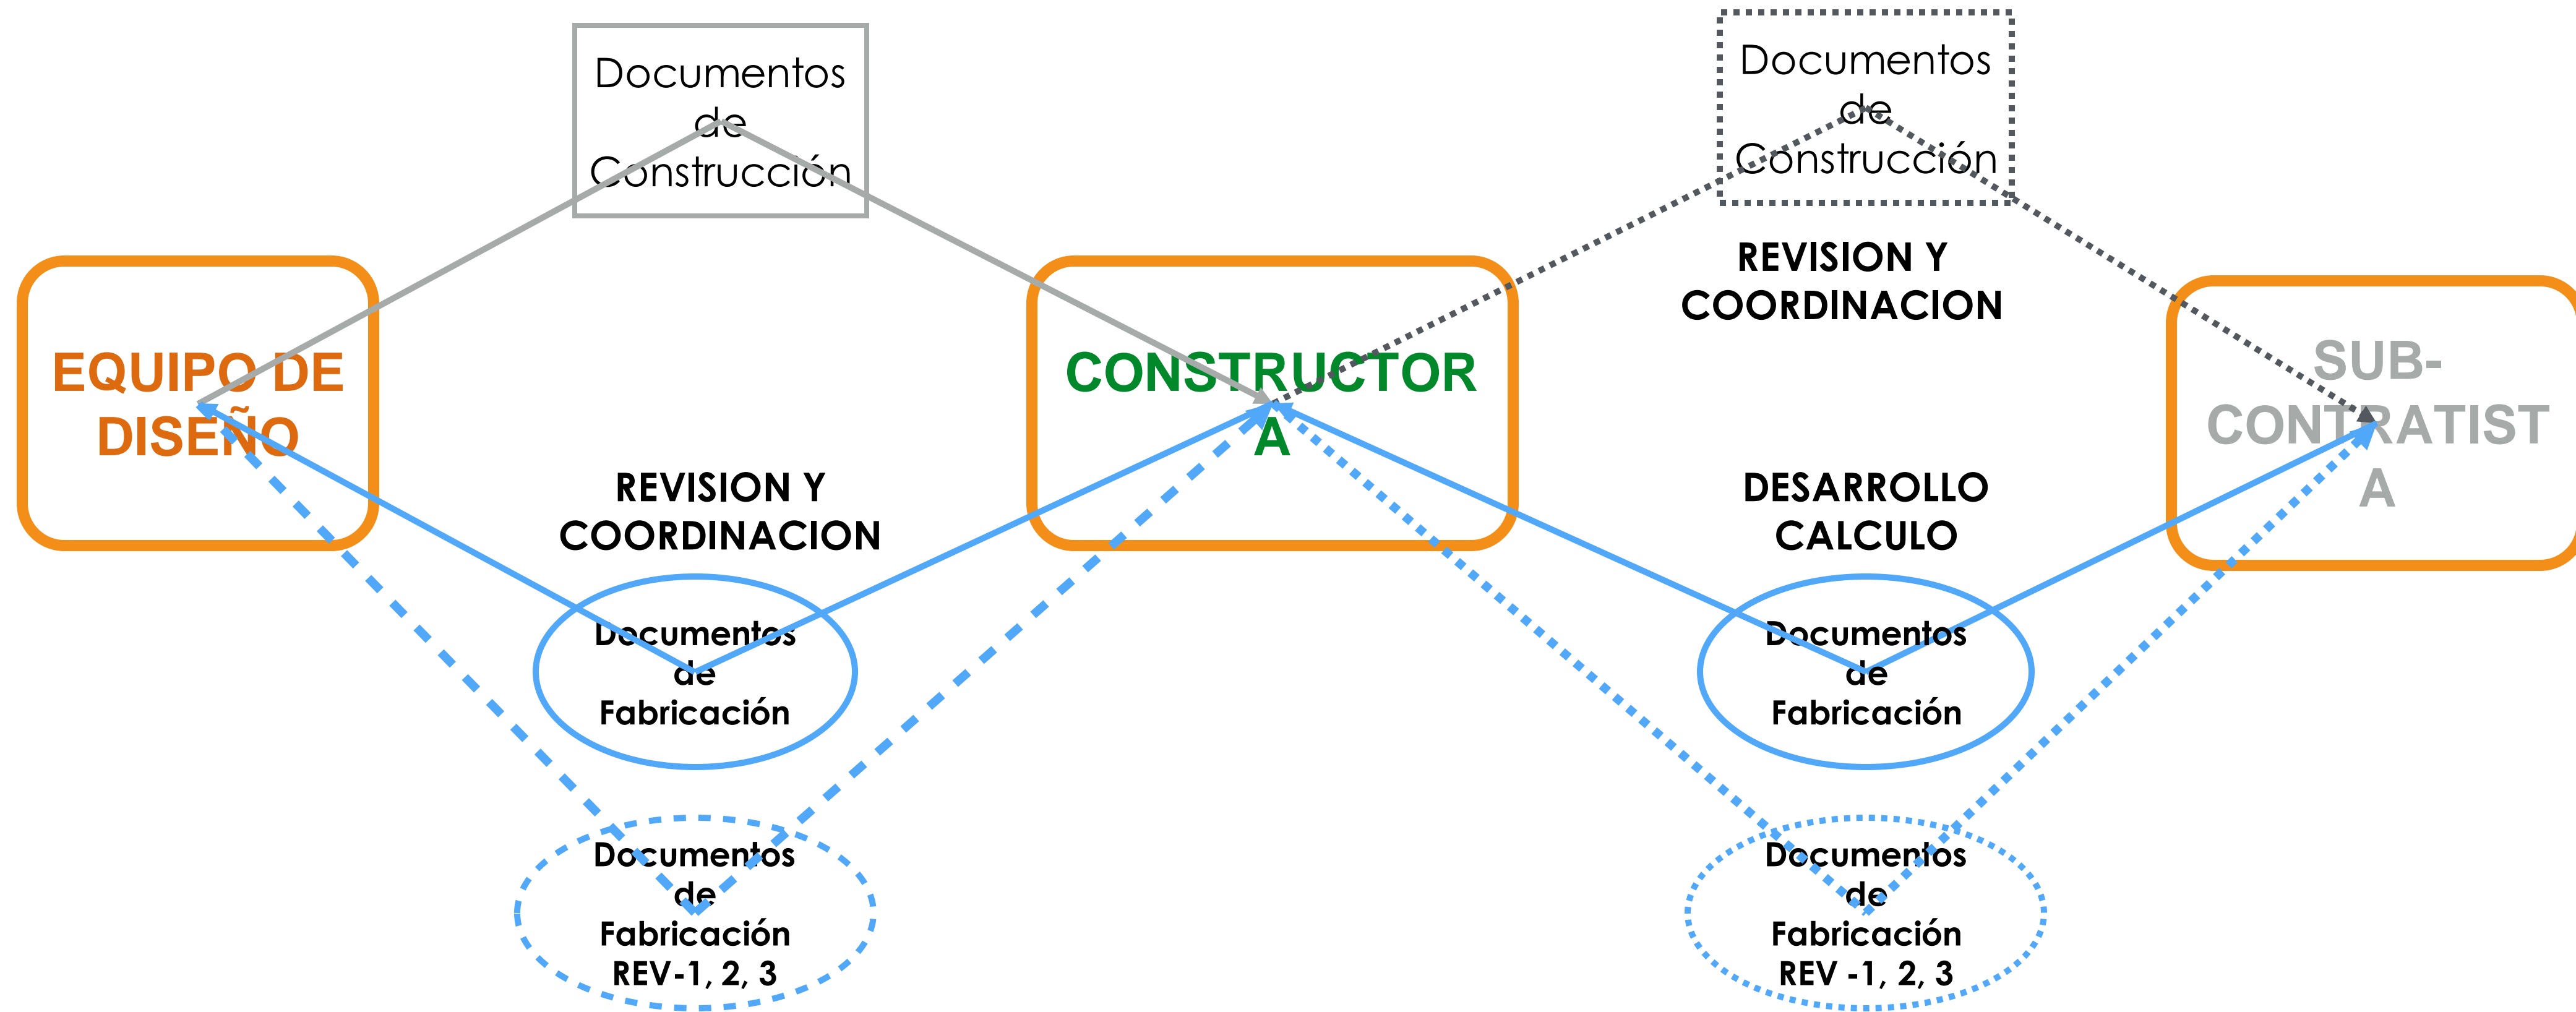 Documentos
de
Construcción
Documentos
de
Construcción
REVISION Y
COORDINACION
EQUIPO DE
DISEÑO
CONSTRUCTOR
A
SUB-
CONTRATIST
A
REVISION Y
COORDINACION
DESARROLLO
CALCULO
Documentos
de
Fabricación
Documentos
de
Fabricación
Documentos
de
Fabricación
REV-1, 2, 3
Documentos
de
Fabricación
REV -1, 2, 3